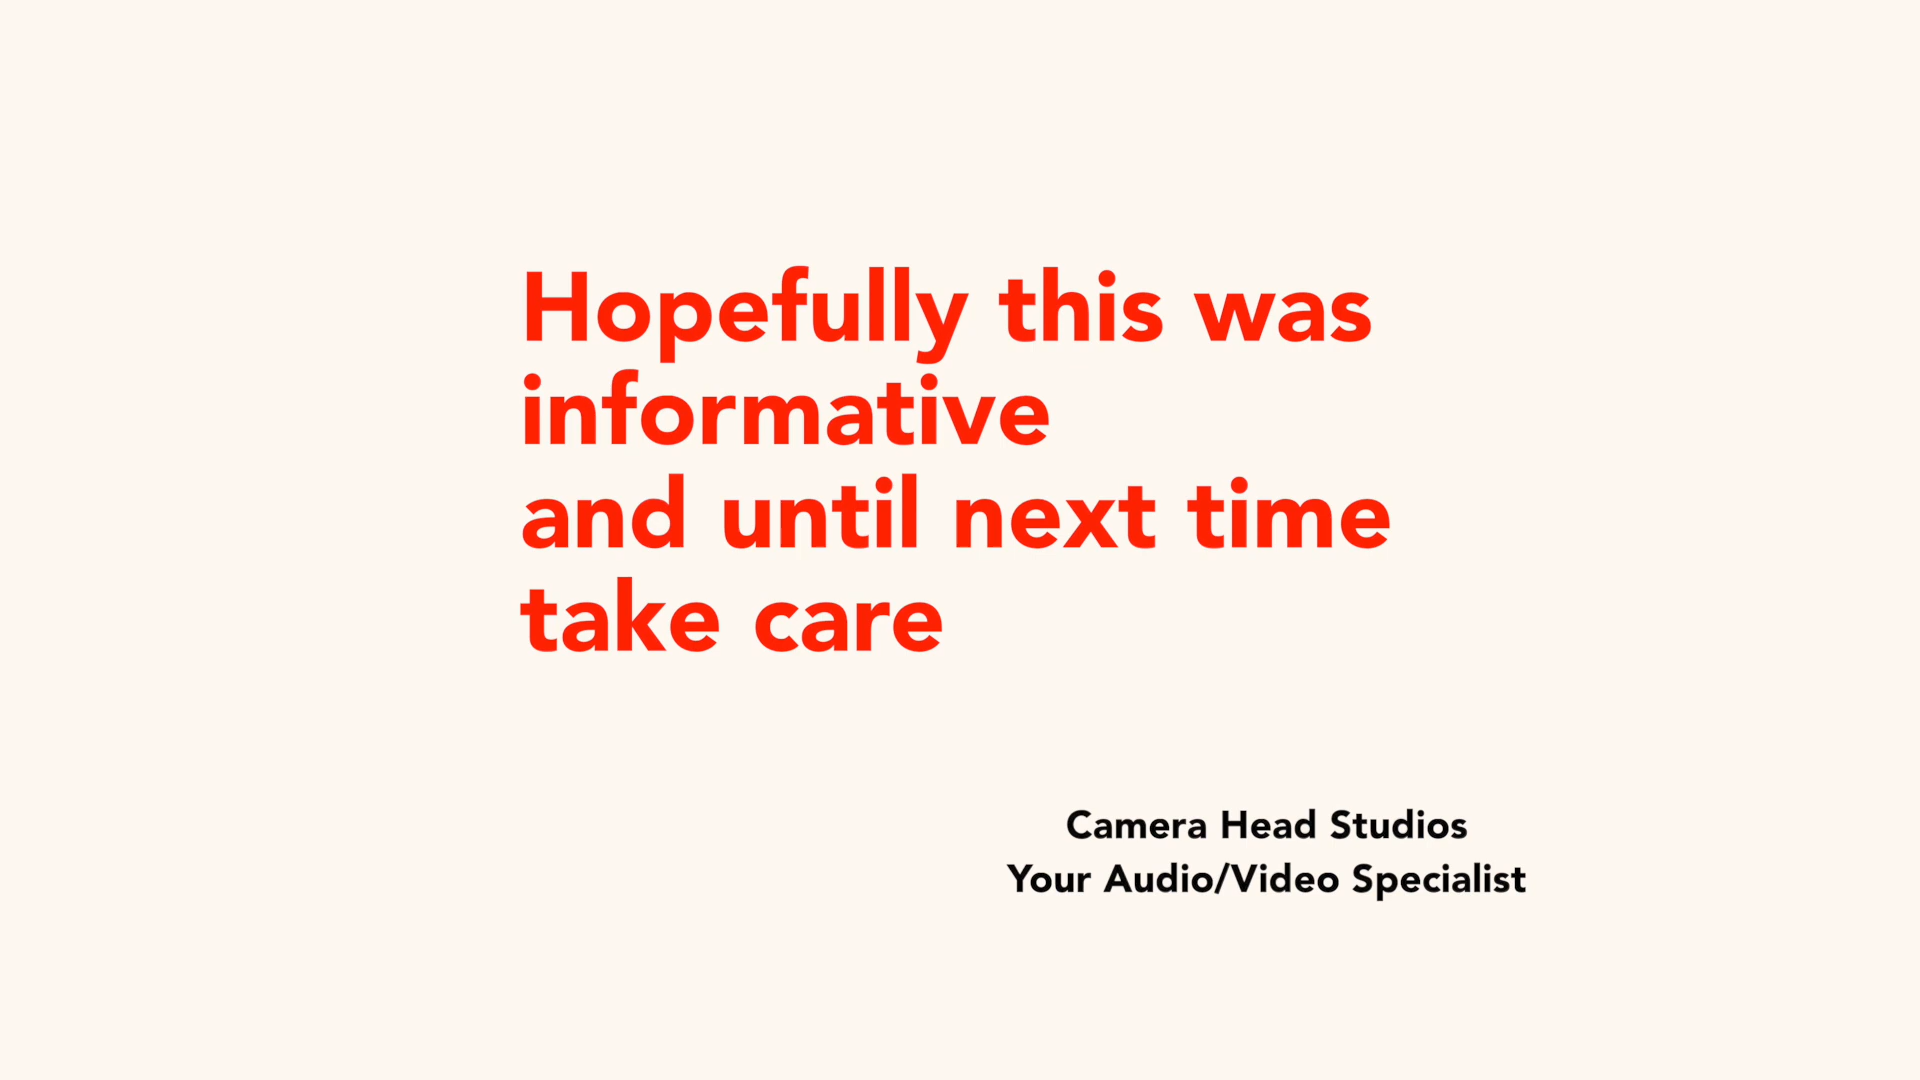 Hopefully this was
informative
and until next time
take care
Camera Head Studios
Your Audio/Video Specialist